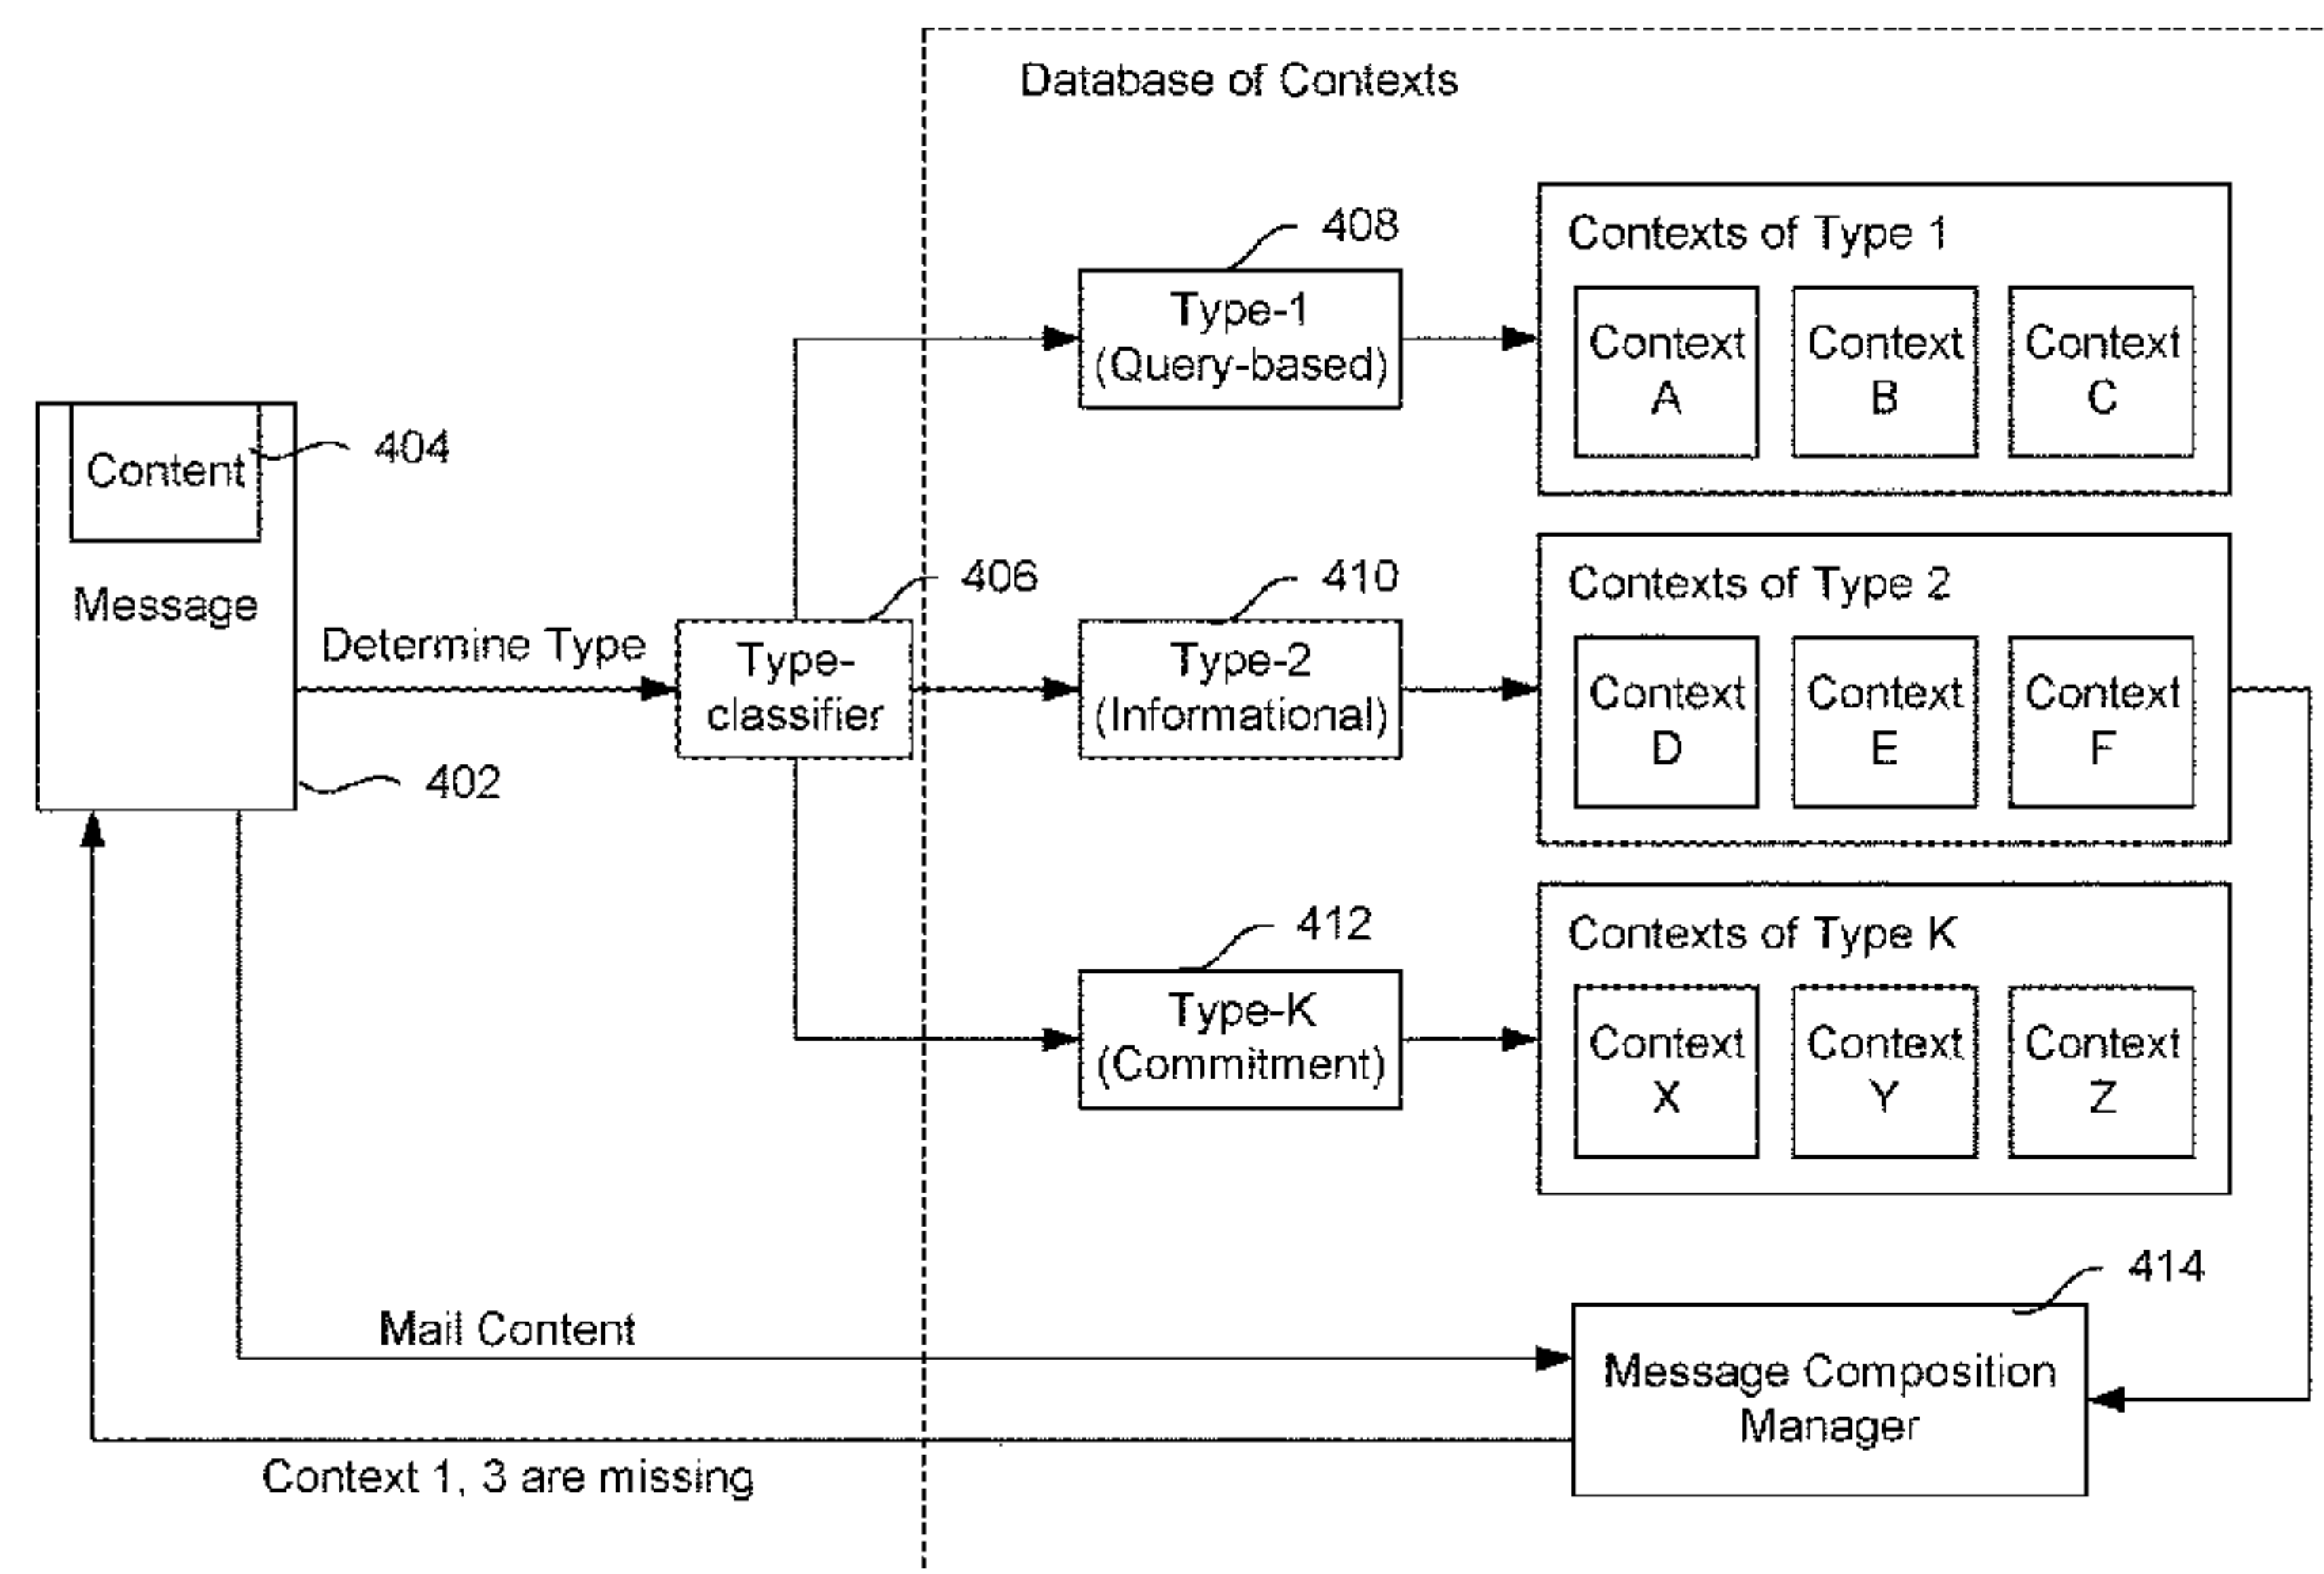 Database of Contexts
408
Type-1
(Query-based)
Contexts of Type 1
Context
A
Context
B
Context
C
Content
404
Message
402
Determine Type
406
Type-
classifier
410
Type-2
(Informational)
Contexts of Type 2
Context
D
Context
E
Context
F
412
Type-K
(Commitment)
Contexts of Type K
Context
X
Context
Y
Context
Z
414
Mail Content
Message Composition
Manager
Context 1, 3 are missing